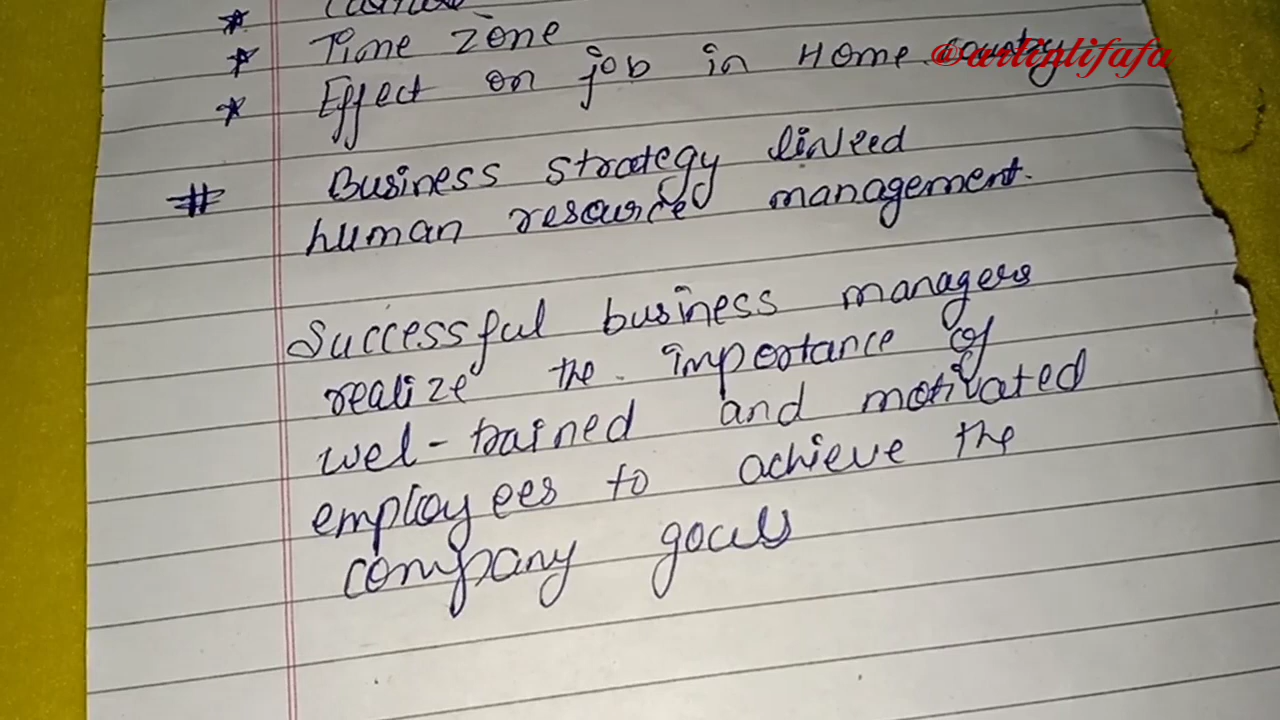 * Time zone
* Effect on job in Home country
@arlinlifafa
# Business strategy linked
human resource management.
Successful business managers
realize the importance of
wel-trained and motivated
employees to achieve the
company goals